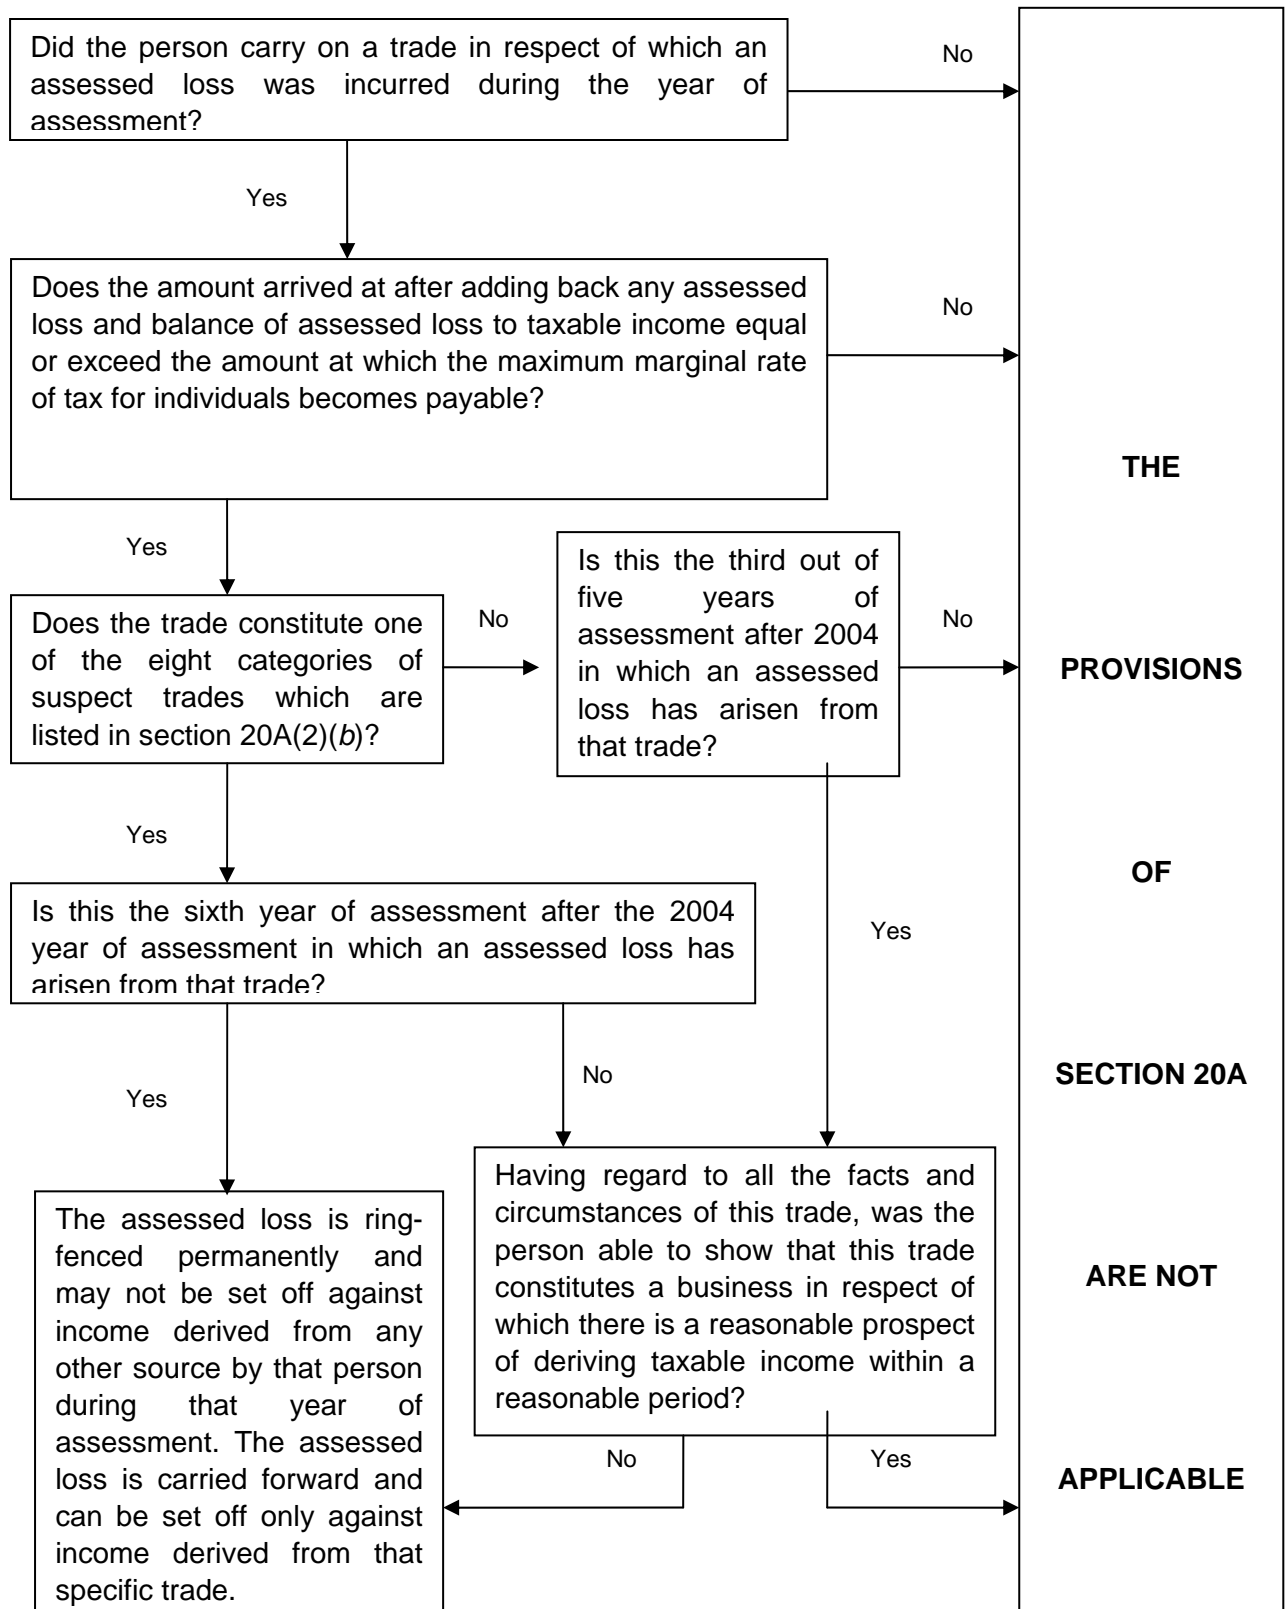 Did the person carry on a trade in respect of which an
assessed loss was incurred during the year of
assessment?
No
Yes
Does the amount arrived at after adding back any assessed
loss and balance of assessed loss to taxable income equal
or exceed the amount at which the maximum marginal rate
of tax for individuals becomes payable?
No
Yes
Does the trade constitute one
of the eight categories of
suspect trades which are
listed in section 20A(2)(b)?
No
Is this the third out of
five years of
assessment after 2004
in which an assessed
loss has arisen from
that trade?
No
Yes
Yes
Is this the sixth year of assessment after the 2004
year of assessment in which an assessed loss has
arisen from that trade?
Yes
No
The assessed loss is ring-
fenced permanently and
may not be set off against
income derived from any
other source by that person
during that year of
assessment. The assessed
loss is carried forward and
can be set off only against
income derived from that
specific trade.
Having regard to all the facts and
circumstances of this trade, was the
person able to show that this trade
constitutes a business in respect of
which there is a reasonable prospect
of deriving taxable income within a
reasonable period?
No
Yes
THE
PROVISIONS
OF
SECTION 20A
ARE NOT
APPLICABLE